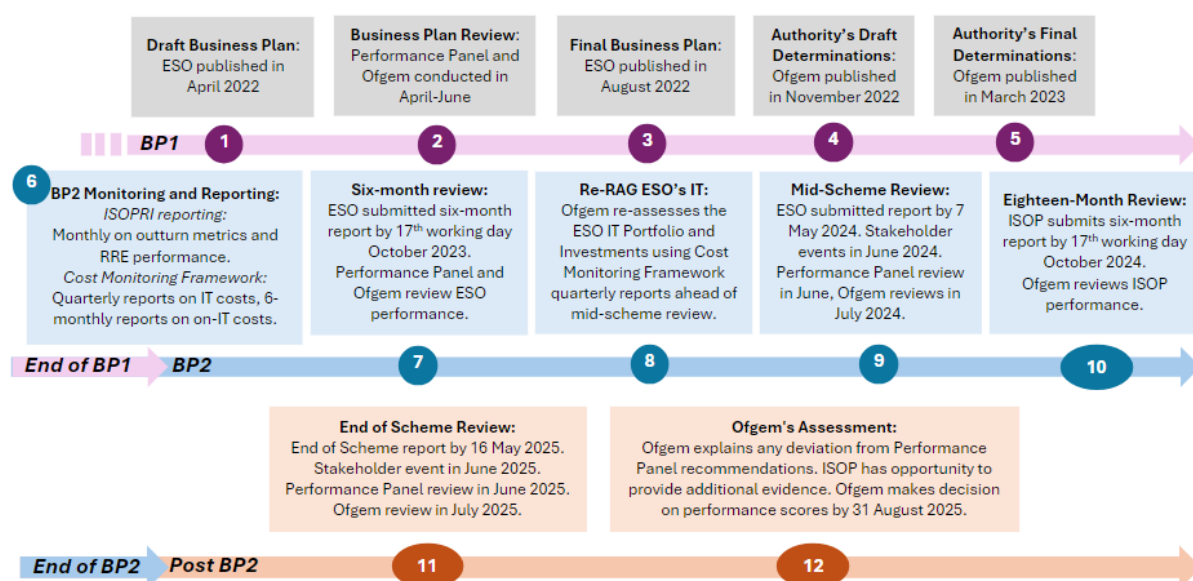 Draft Business Plan:
ESO published in
April 2022
Business Plan Review:
Performance Panel and
Ofgem conducted in
April-June
Final Business Plan:
ESO published in
August 2022
Authority's Draft
Determinations:
Ofgem published
in November 2022
Authority's Final
Determinations:
Ofgem published
in March 2023
BP1
1
2
3
4
5
6
BP2 Monitoring and Reporting:
ISOPRI reporting:
Monthly on outturn metrics and
RRE performance.
Cost Monitoring Framework:
Quarterly reports on IT costs, 6-
monthly reports on on-IT costs.
Six-month review:
ESO submitted six-month
report by 17th working day
October 2023.
Performance Panel and
Ofgem review ESO
performance.
Re-RAG ESO's IT:
Ofgem re-assesses the
ESO IT Portfolio and
Investments using Cost
Monitoring Framework
quarterly reports ahead of
mid-scheme review.
Mid-Scheme Review:
ESO submitted report by 7
May 2024. Stakeholder
events in June 2024.
Performance Panel review
in June, Ofgem reviews in
July 2024.
Eighteen-Month Review:
ISOP submits six-month
report by 17th working day
October 2024.
Ofgem reviews ISOP
performance.
End of BP1
BP2
7
8
9
10
End of Scheme Review:
End of Scheme report by 16 May 2025.
Stakeholder event in June 2025.
Performance Panel review in June 2025.
Ofgem review in July 2025.
Ofgem's Assessment:
Ofgem explains any deviation from Performance
Panel recommendations. ISOP has opportunity to
provide additional evidence. Ofgem makes decision
on performance scores by 31 August 2025.
End of BP2
Post BP2
11
12